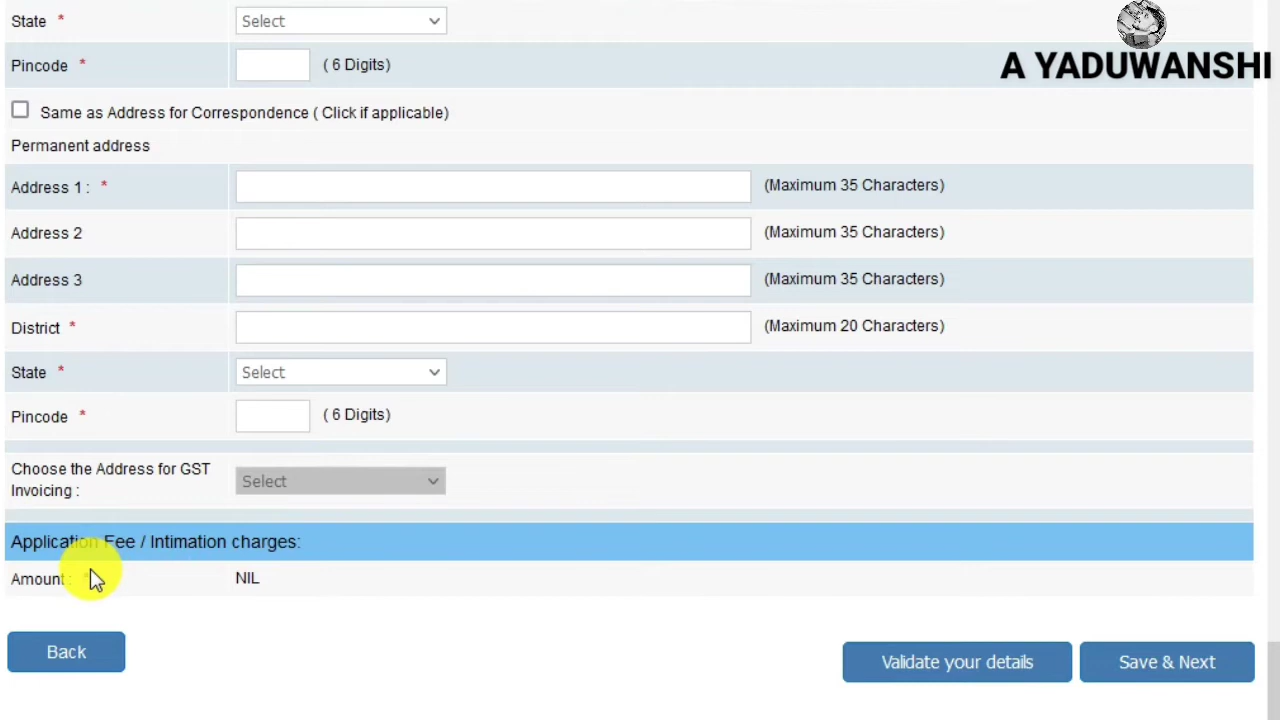 State *
Select
A YADUWANSHI
Pincode * ( 6 Digits)
Same as Address for Correspondence ( Click if applicable)
Permanent address
Address 1 : * (Maximum 35 Characters)
Address 2 (Maximum 35 Characters)
Address 3 (Maximum 35 Characters)
District * (Maximum 20 Characters)
State * Select
Pincode * ( 6 Digits)
Choose the Address for GST
Invoicing :
Select
Application Fee / Intimation charges:
Amount : * NIL
Back
Validate your details
Save & Next